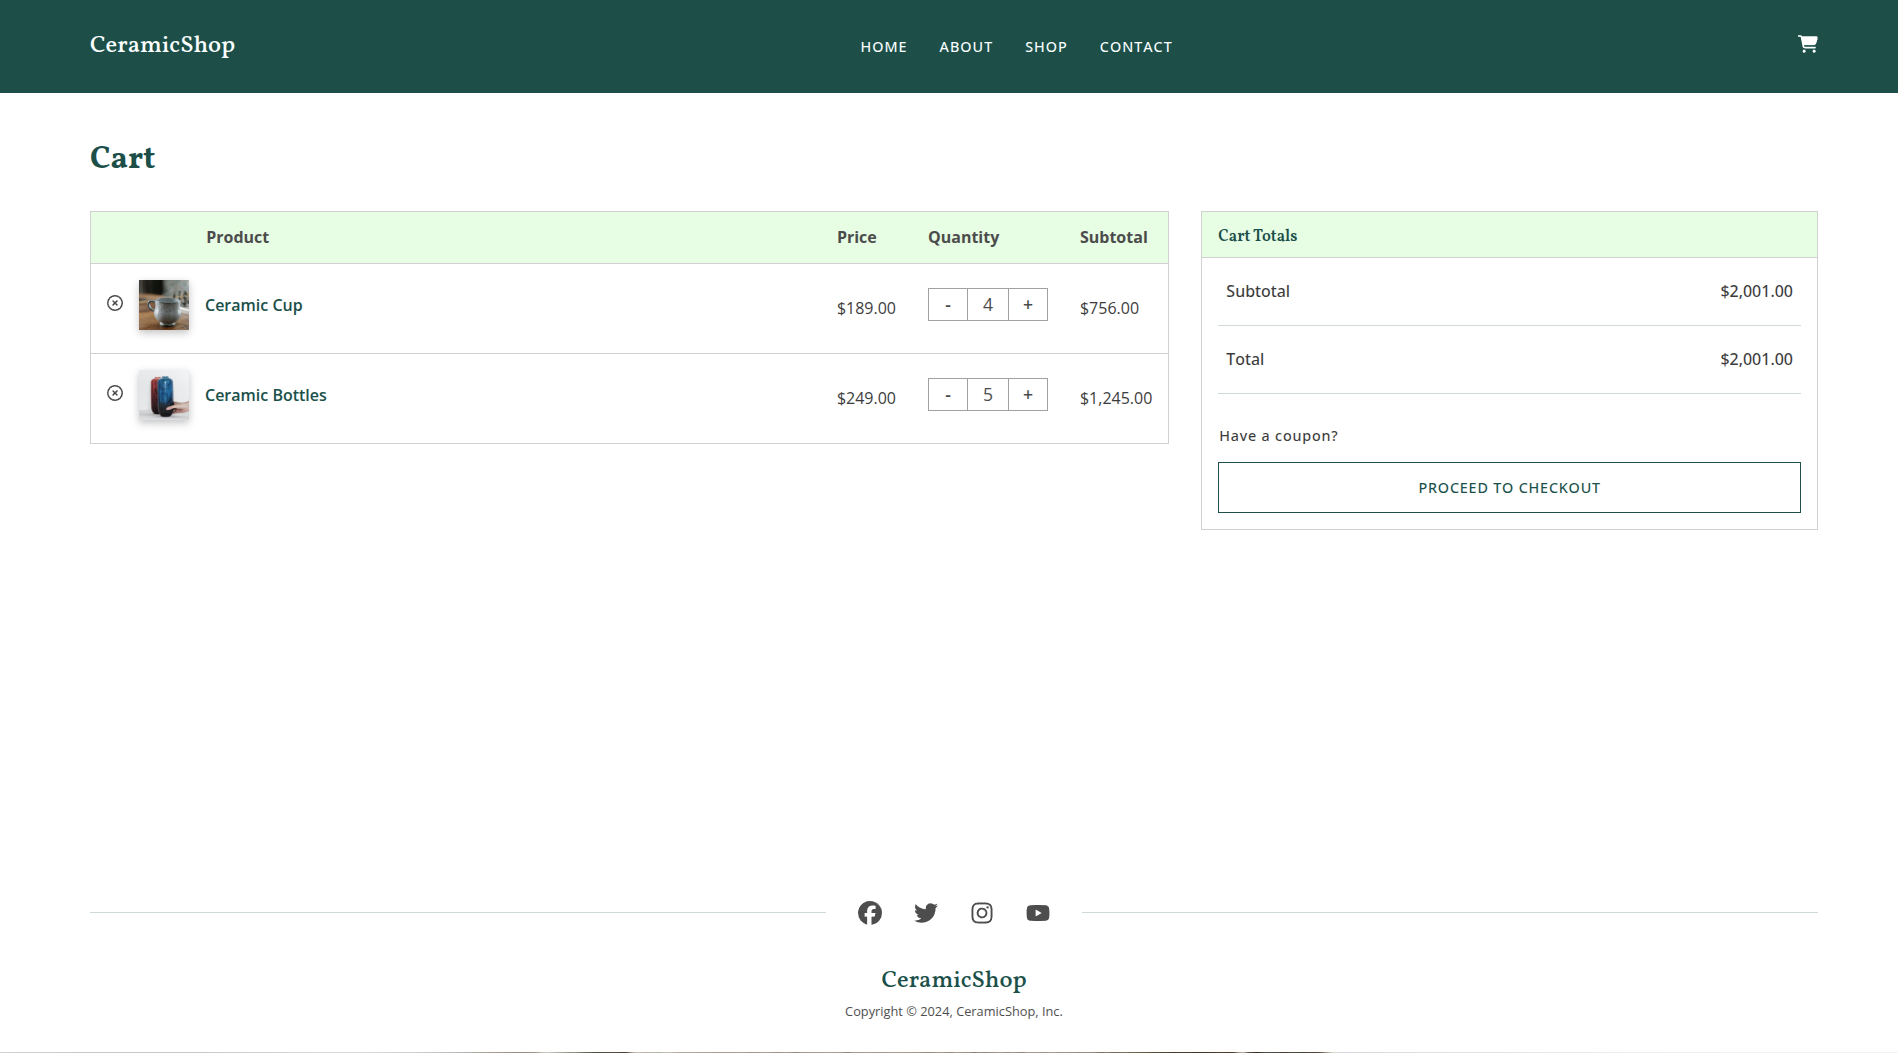 CeramicShop
HOME ABOUT SHOP CONTACT
Cart
Product Price Quantity Subtotal
Ceramic Cup $189.00 - 4 + $756.00
Ceramic Bottles $249.00 - 5 + $1,245.00
Cart Totals
Subtotal $2,001.00
Total $2,001.00
Have a coupon?
PROCEED TO CHECKOUT
CeramicShop
Copyright © 2024, CeramicShop, Inc.